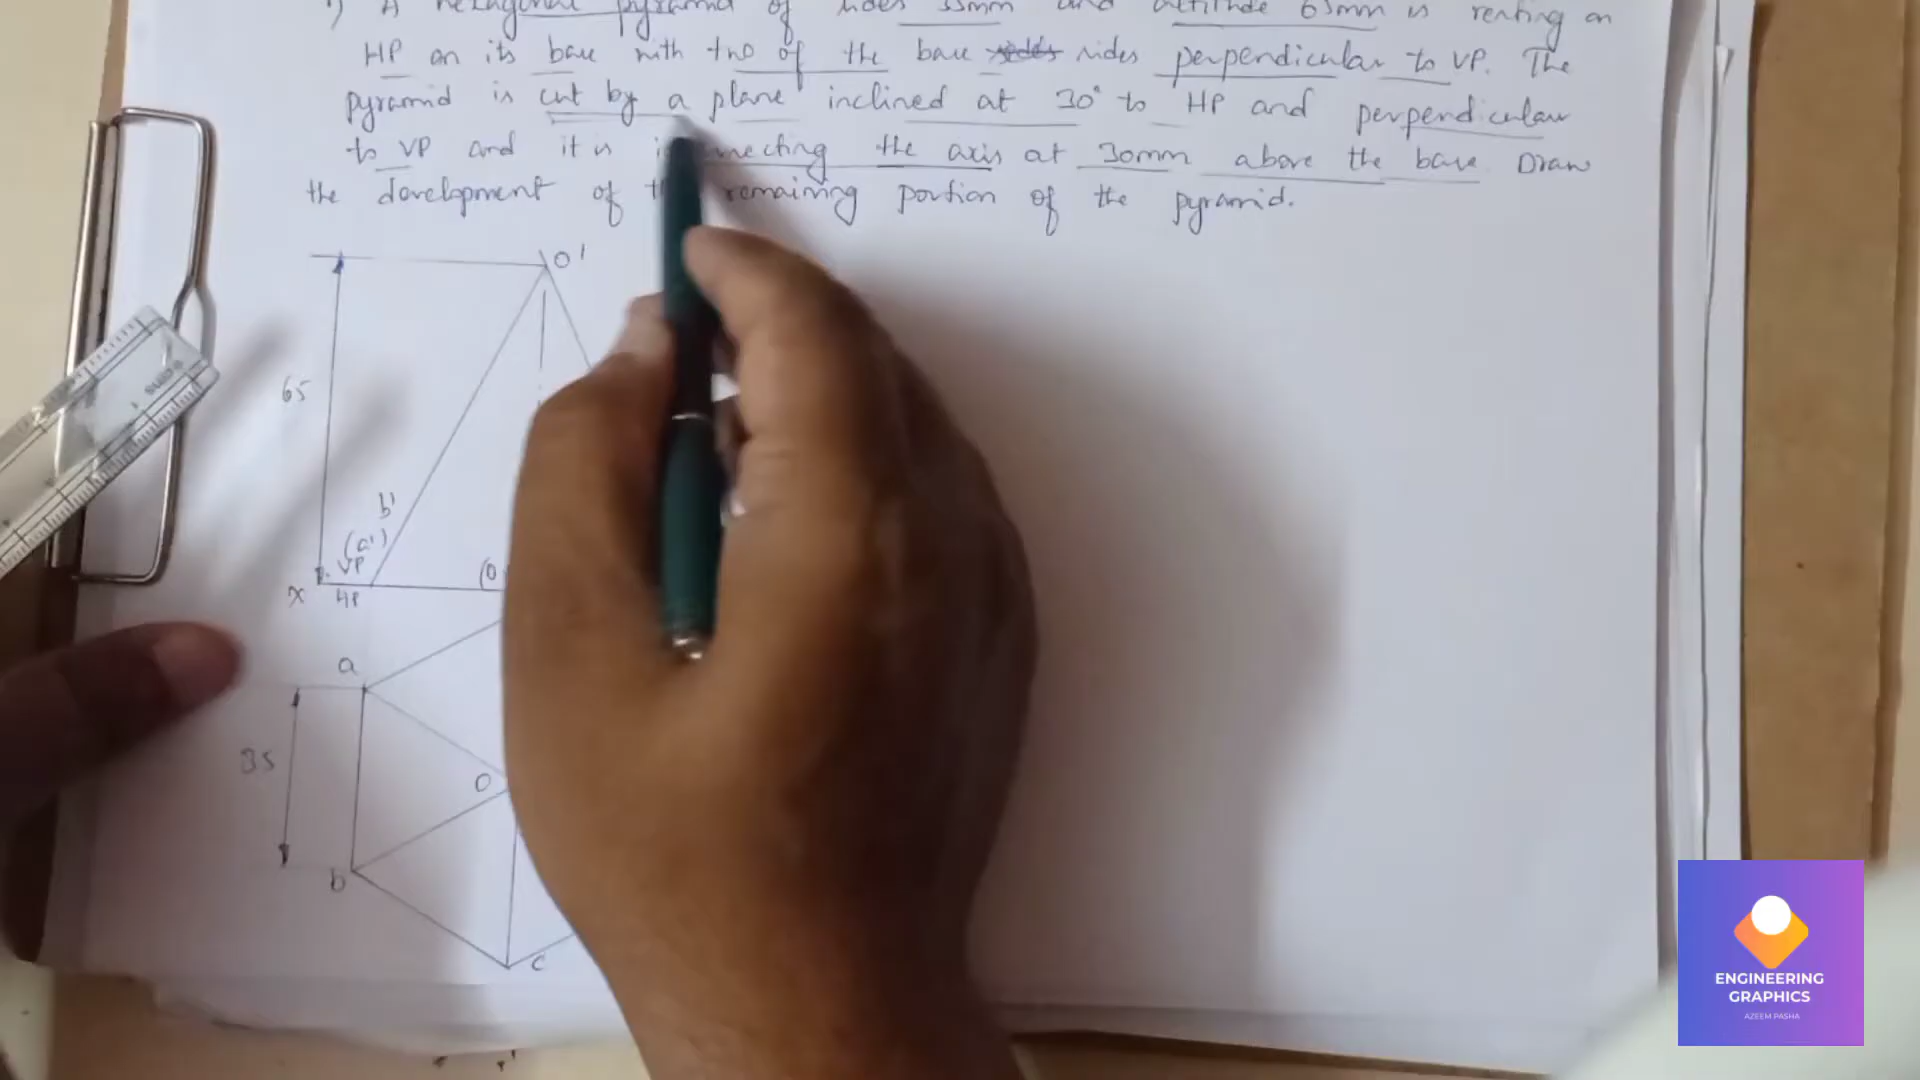 1) A hexagonal pyramid of sides 35mm and altitude 65mm is resting on
HP on its base with two of the base sides perpendicular to VP. The
pyramid is cut by a plane inclined at 30° to HP and perpendicular
to VP and it is the axis at 30mm above the base. Draw
the development of remaining portion of the pyramid.
O'
65
b'
(a')
VP
X
HP
(O
a
35
O
b
c
ENGINEERING
GRAPHICS
AZEEM PASHA